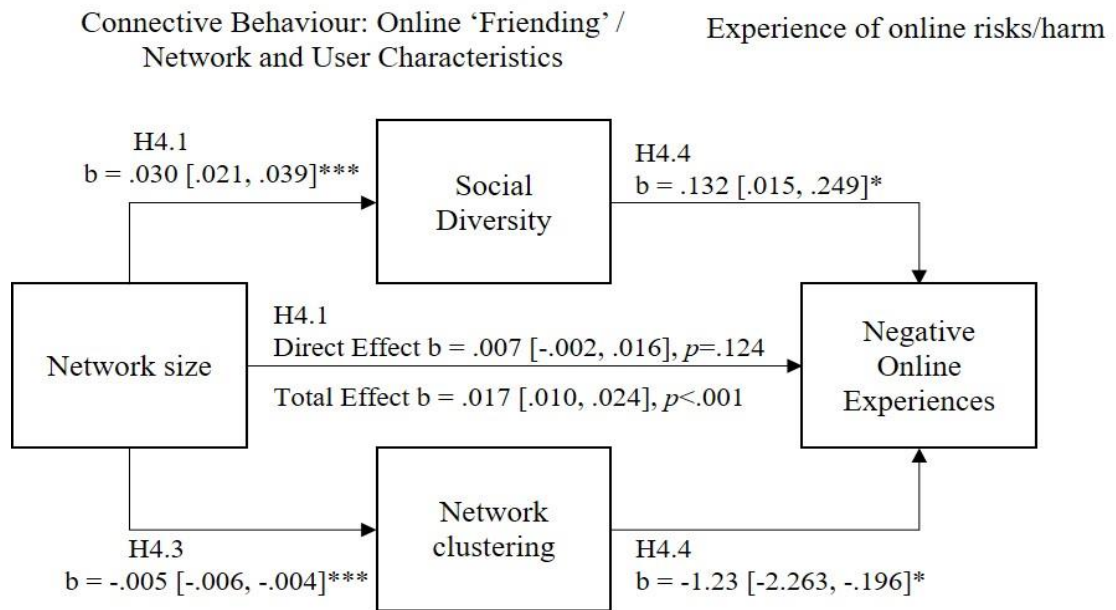 Connective Behaviour: Online ‘Friending’ /
Network and User Characteristics
Experience of online risks/harm
H4.1
b = .030 [.021, .039]***
Social
Diversity
H4.4
b = .132 [.015, .249]*
Network size
H4.1
Direct Effect b = .007 [-.002, .016], p=.124
Total Effect b = .017 [.010, .024], p<.001
Negative
Online
Experiences
H4.3
b = -.005 [-.006, -.004]***
Network
clustering
H4.4
b = -1.23 [-2.263, -.196]*